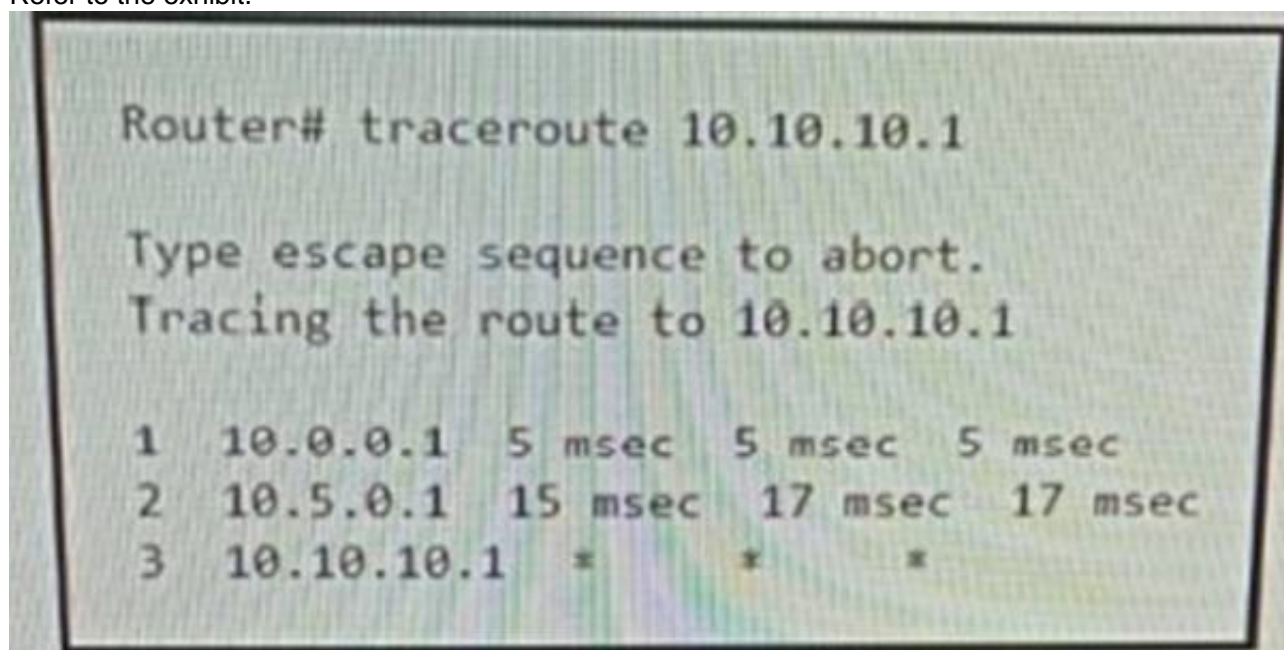 Refer to the exhibit.
Router# traceroute 10.10.10.1
Type escape sequence to abort.
Tracing the route to 10.10.10.1
1 10.0.0.1 5 msec 5 msec 5 msec
2 10.5.0.1 15 msec 17 msec 17 msec
3 10.10.10.1 * * *